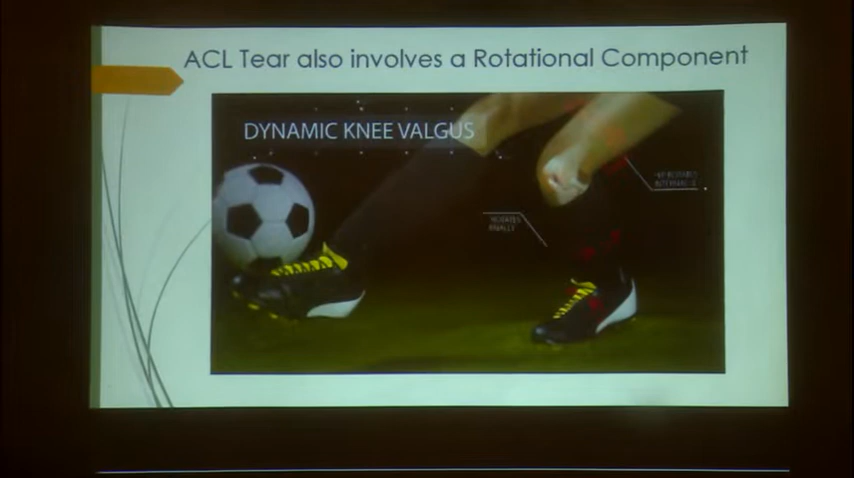 ACL Tear also involves a Rotational Component
DYNAMIC KNEE VALGUS